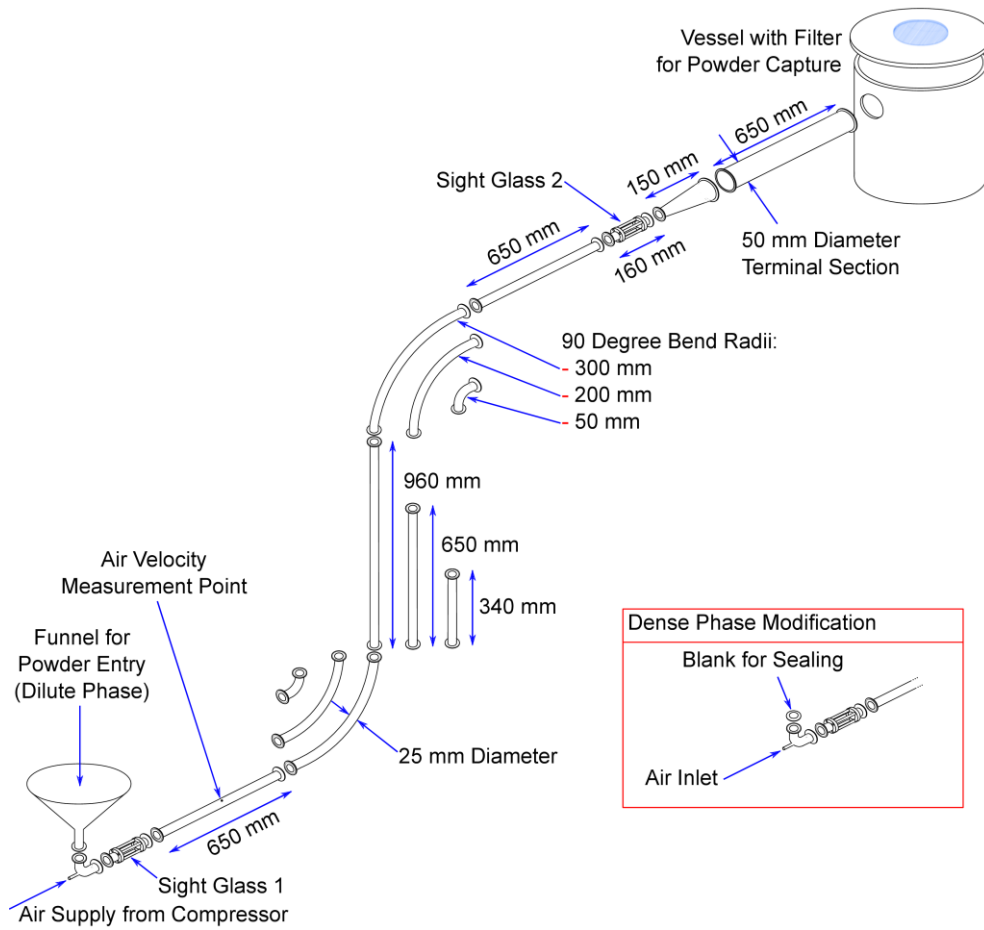 Vessel with Filter
for Powder Capture
650 mm
150 mm
Sight Glass 2
650 mm
160 mm
50 mm Diameter
Terminal Section
90 Degree Bend Radii:
- 300 mm
- 200 mm
- 50 mm
960 mm
650 mm
340 mm
Air Velocity
Measurement Point
Funnel for
Powder Entry
(Dilute Phase)
25 mm Diameter
650 mm
Sight Glass 1
Air Supply from Compressor
Dense Phase Modification
Blank for Sealing
Air Inlet